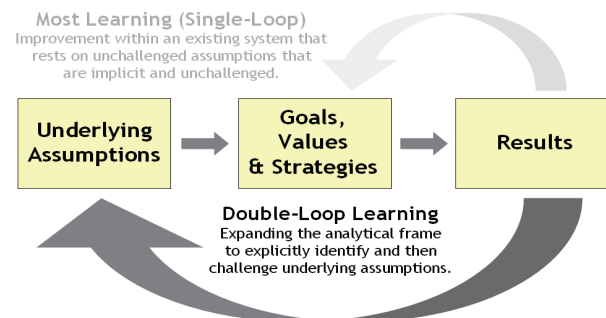 Most Learning (Single-Loop)
Improvement within an existing system that
rests on unchallenged assumptions that
are implicit and unchallenged.
Underlying
Assumptions
Goals,
Values
& Strategies
Results
Double-Loop Learning
Expanding the analytical frame
to explicitly identify and then
challenge underlying assumptions.